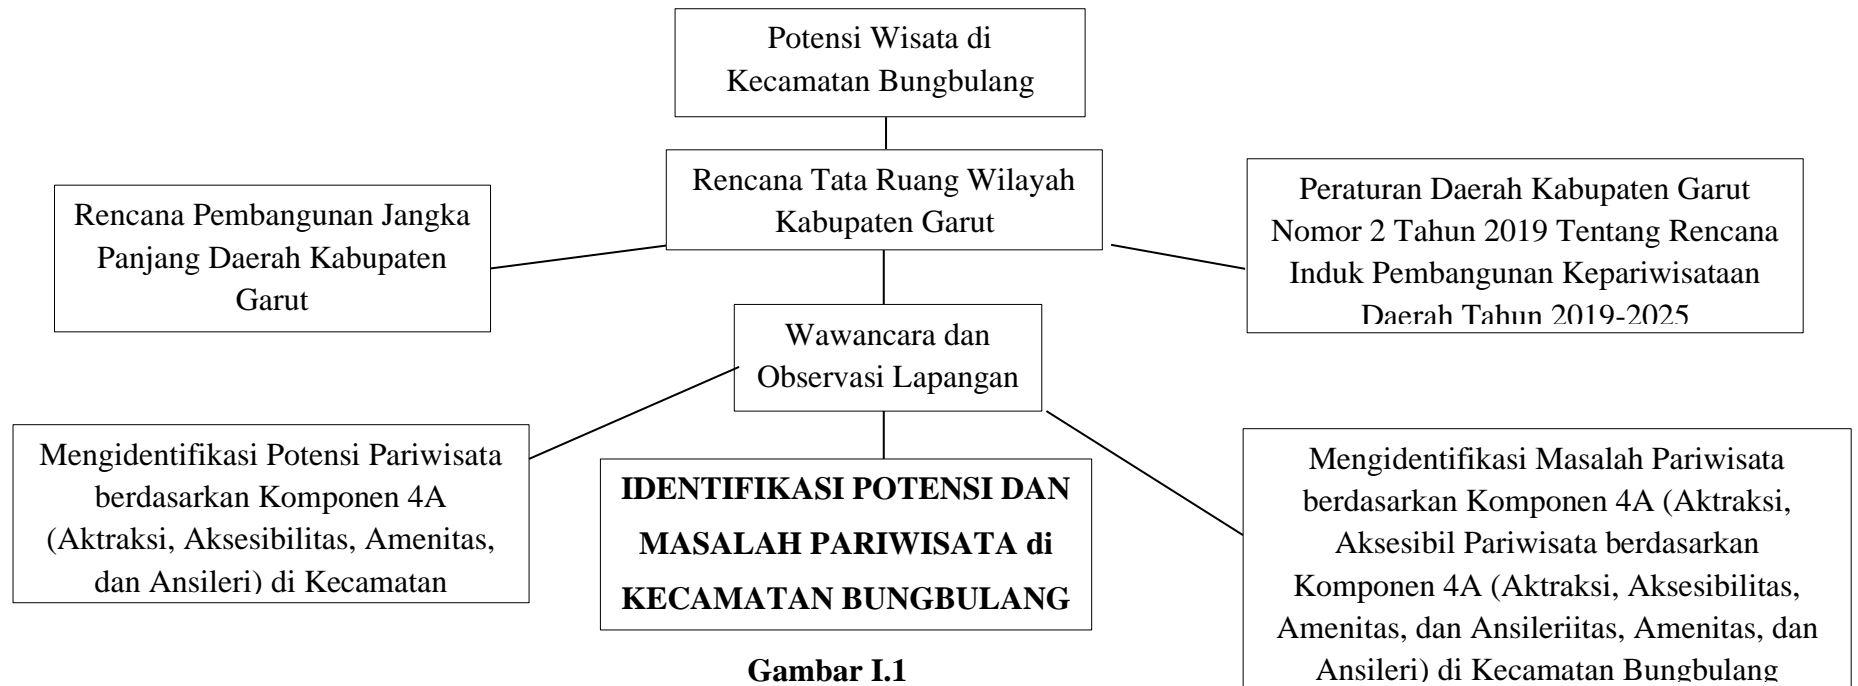 Potensi Wisata di
Kecamatan Bungbulang
Rencana Tata Ruang Wilayah
Kabupaten Garut
Rencana Pembangunan Jangka
Panjang Daerah Kabupaten
Garut
Peraturan Daerah Kabupaten Garut
Nomor 2 Tahun 2019 Tentang Rencana
Induk Pembangunan Kepariwisataan
Daerah Tahun 2019-2025
Wawancara dan
Observasi Lapangan
Mengidentifikasi Potensi Pariwisata
berdasarkan Komponen 4A
(Aktraksi, Aksesibilitas, Amenitas,
dan Ansileri) di Kecamatan
IDENTIFIKASI POTENSI DAN
MASALAH PARIWISATA di
KECAMATAN BUNGBULANG
Mengidentifikasi Masalah Pariwisata
berdasarkan Komponen 4A (Aktraksi,
Aksesibil Pariwisata berdasarkan
Komponen 4A (Aktraksi, Aksesibilitas,
Amenitas, dan Ansileriitas, Amenitas, dan
Ansileri) di Kecamatan Bungbulang
Gambar I.1